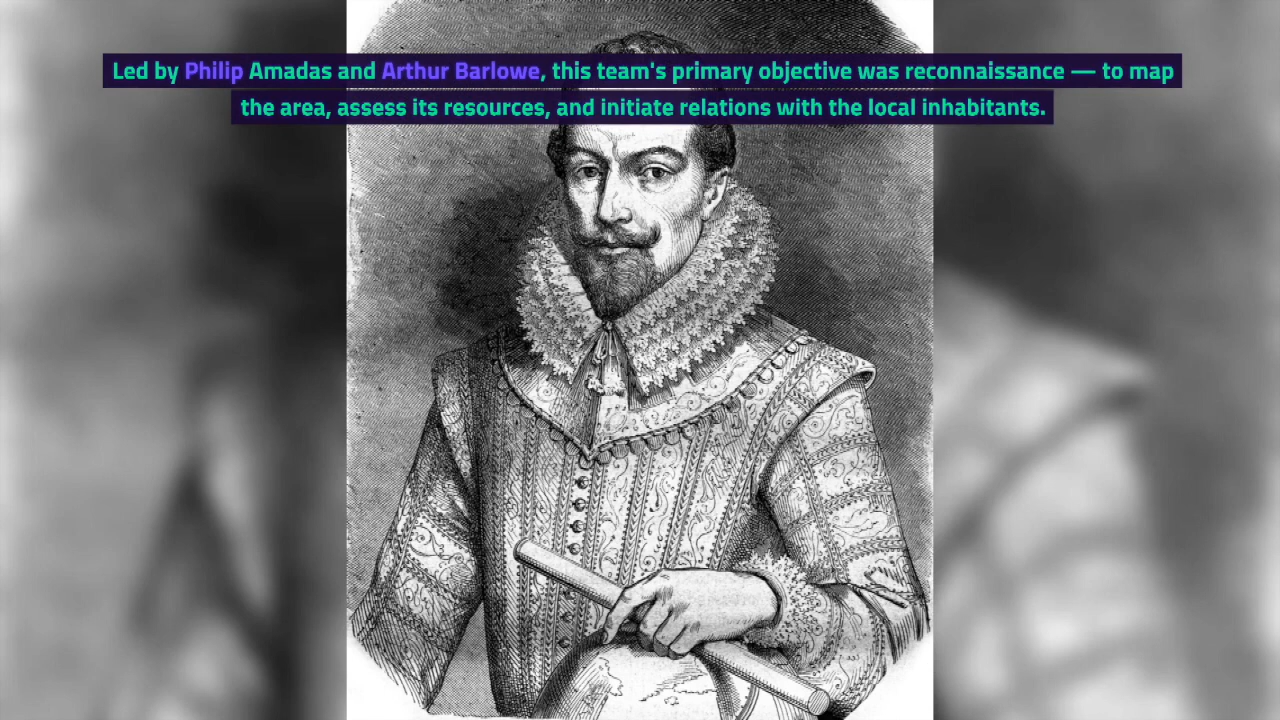 Led by Philip Amadas and Arthur Barlowe, this team's primary objective was reconnaissance — to map
the area, assess its resources, and initiate relations with the local inhabitants.